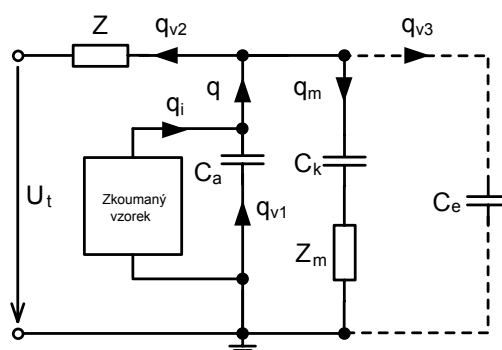 Z
q_v2
q_v3
q
q_m
q_i
C_a
C_k
U_t
Zkoumaný
vzorek
q_v1
C_e
Z_m